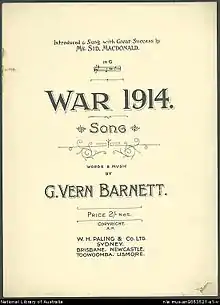 Introduced & Sung with Great Success by
MR. SID. MACDONALD.
IN G
WAR 1914.
Song
WORDS & MUSIC
BY
G. VERN BARNETT.
PRICE 2/- NET.
COPYRIGHT.
W. H. PALING & CO. LTD.
SYDNEY.
BRISBANE. NEWCASTLE.
TOOWOOMBA. LISMORE.
National Library of Australia